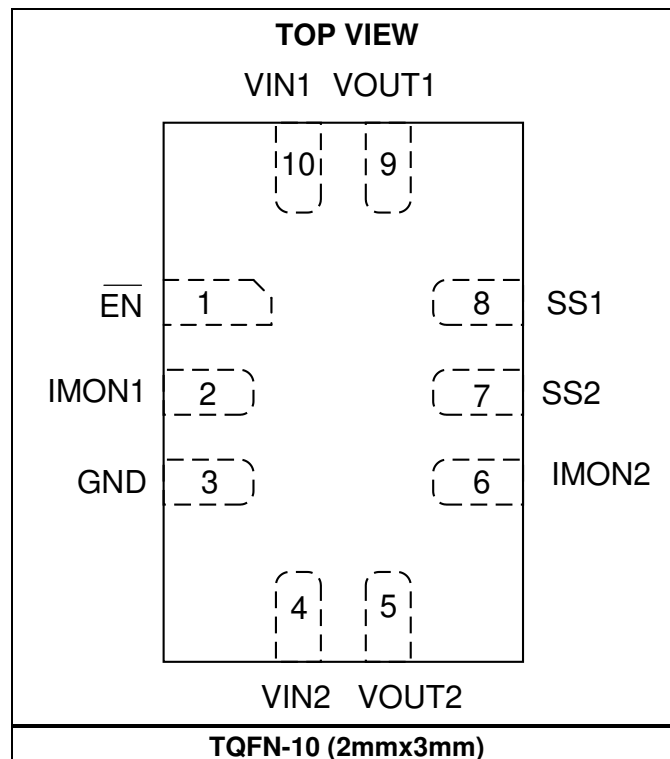 TOP VIEW
VIN1 VOUT1
10 9
E̅N̅ 1 8 SS1
IMON1 2 7 SS2
GND 3 6 IMON2
4 5
VIN2 VOUT2
TQFN-10 (2mmx3mm)